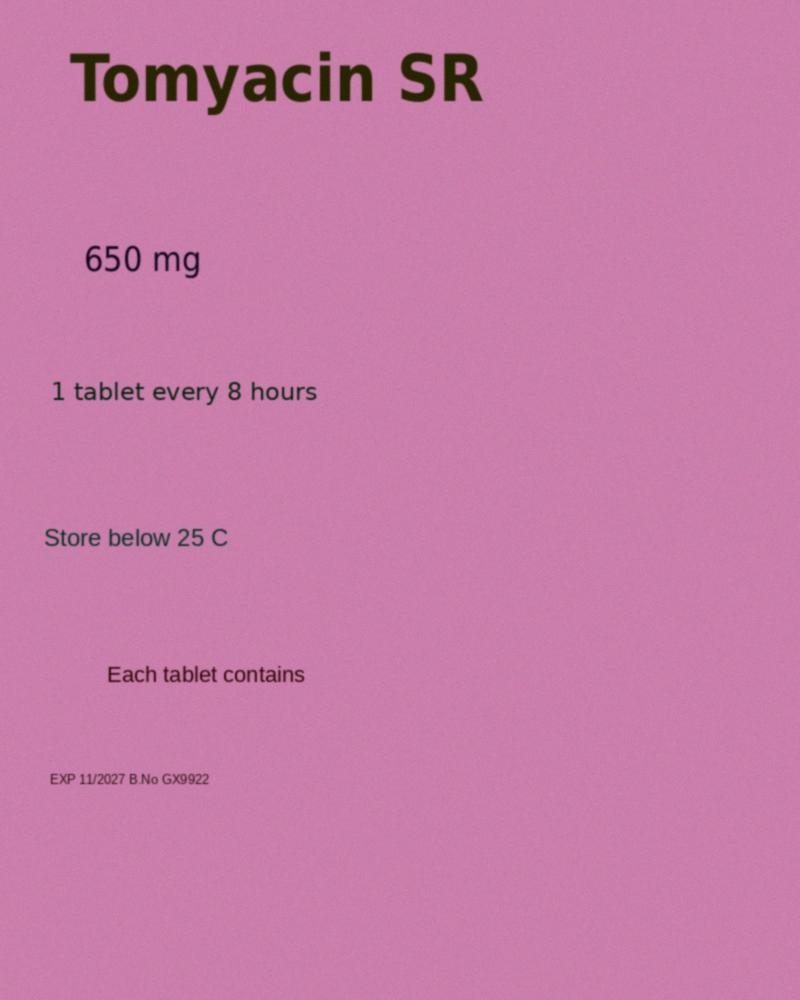 Tomyacin SR
650 mg
1 tablet every 8 hours
Store below 25 C
Each tablet contains
EXP 11/2027 B.No GX9922